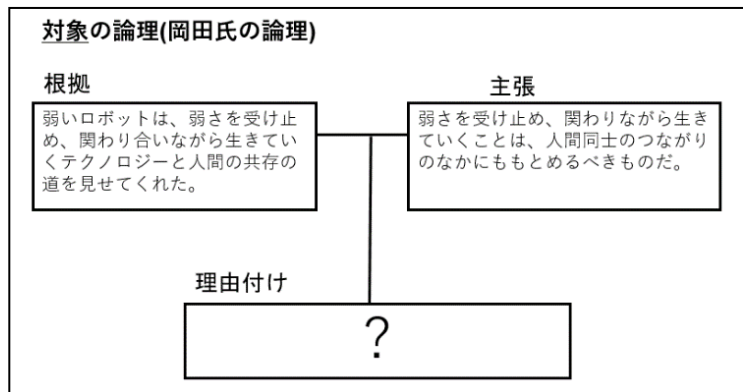 対象の論理(岡田氏の論理)
根拠
弱いロボットは、弱さを受け止
め、関わり合いながら生きてい
くテクノロジーと人間の共存の
道を見せてくれた。
主張
弱さを受け止め、関わりながら生き
ていくことは、人間同士のつながり
のなかにももとめるべきものだ。
理由付け
?